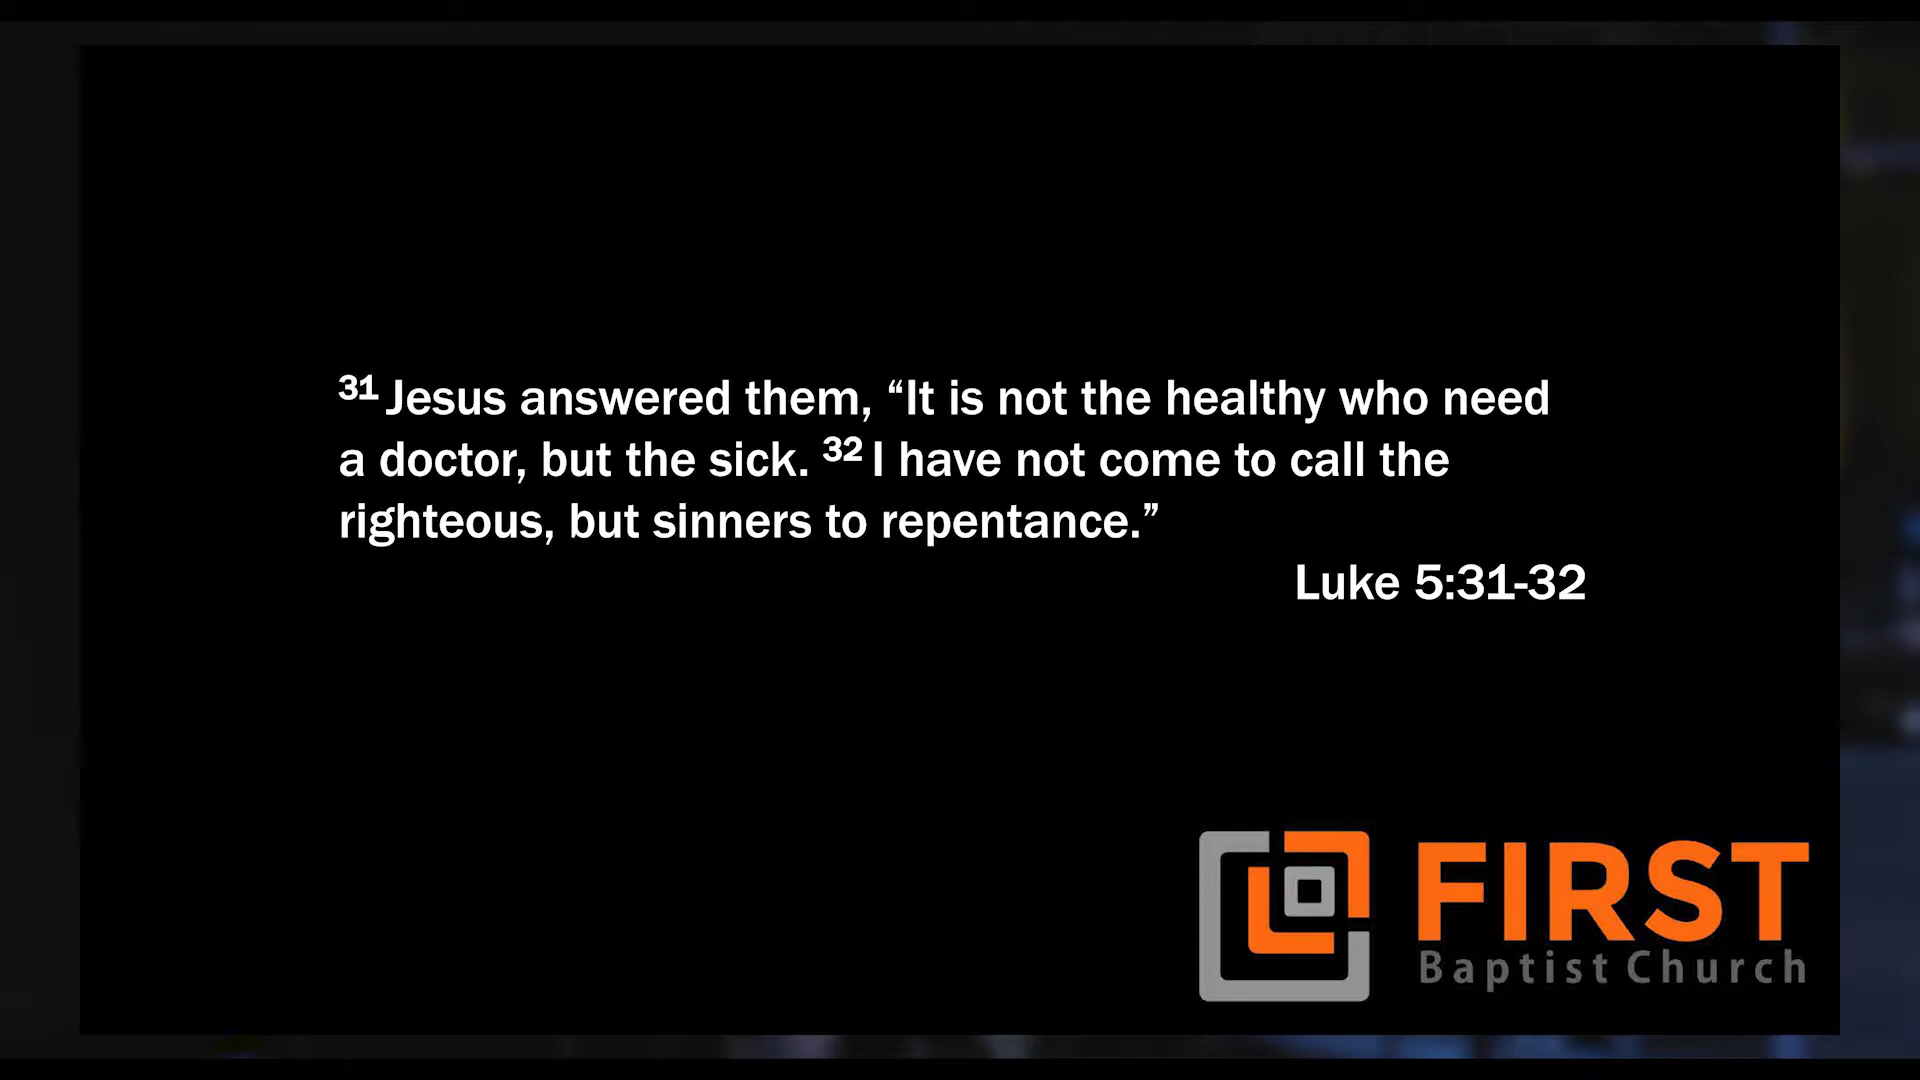 ³¹ Jesus answered them, “It is not the healthy who need
a doctor, but the sick. ³² I have not come to call the
righteous, but sinners to repentance.”
Luke 5:31-32
FIRST
Baptist Church